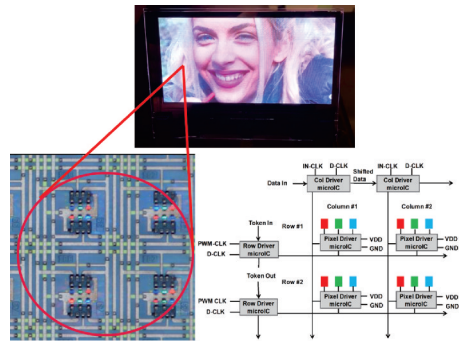 IN-CLK D-CLK IN-CLK D-CLK
Shifted
Data
Data In
Col Driver
microIC
Col Driver
microIC
Column #1
Column #2
Token In
Row #1
PWM-CLK
D-CLK
Row Driver
microIC
Pixel Driver
microIC
VDD
GND
Pixel Driver
microIC
VDD
GND
Token Out
Row #2
PWM CLK
D-CLK
Row Driver
microIC
Pixel Driver
microIC
VDD
GND
Pixel Driver
microIC
VDD
GND